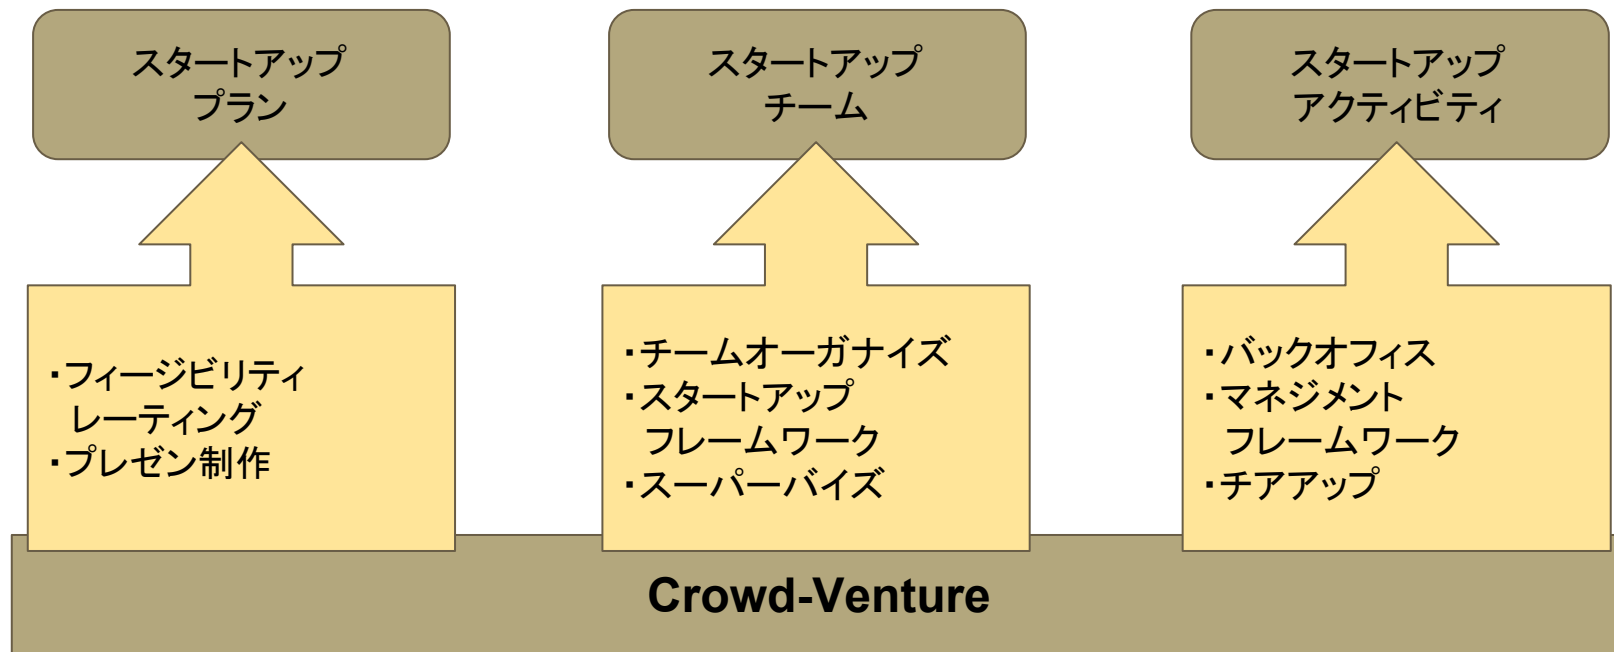 スタートアップ
プラン
スタートアップ
チーム
スタートアップ
アクティビティ
・フィージビリティ
レーティング
・プレゼン制作
・チームオーガナイズ
・スタートアップ
フレームワーク
・スーパーバイズ
・バックオフィス
・マネジメント
フレームワーク
・チアアップ
Crowd-Venture